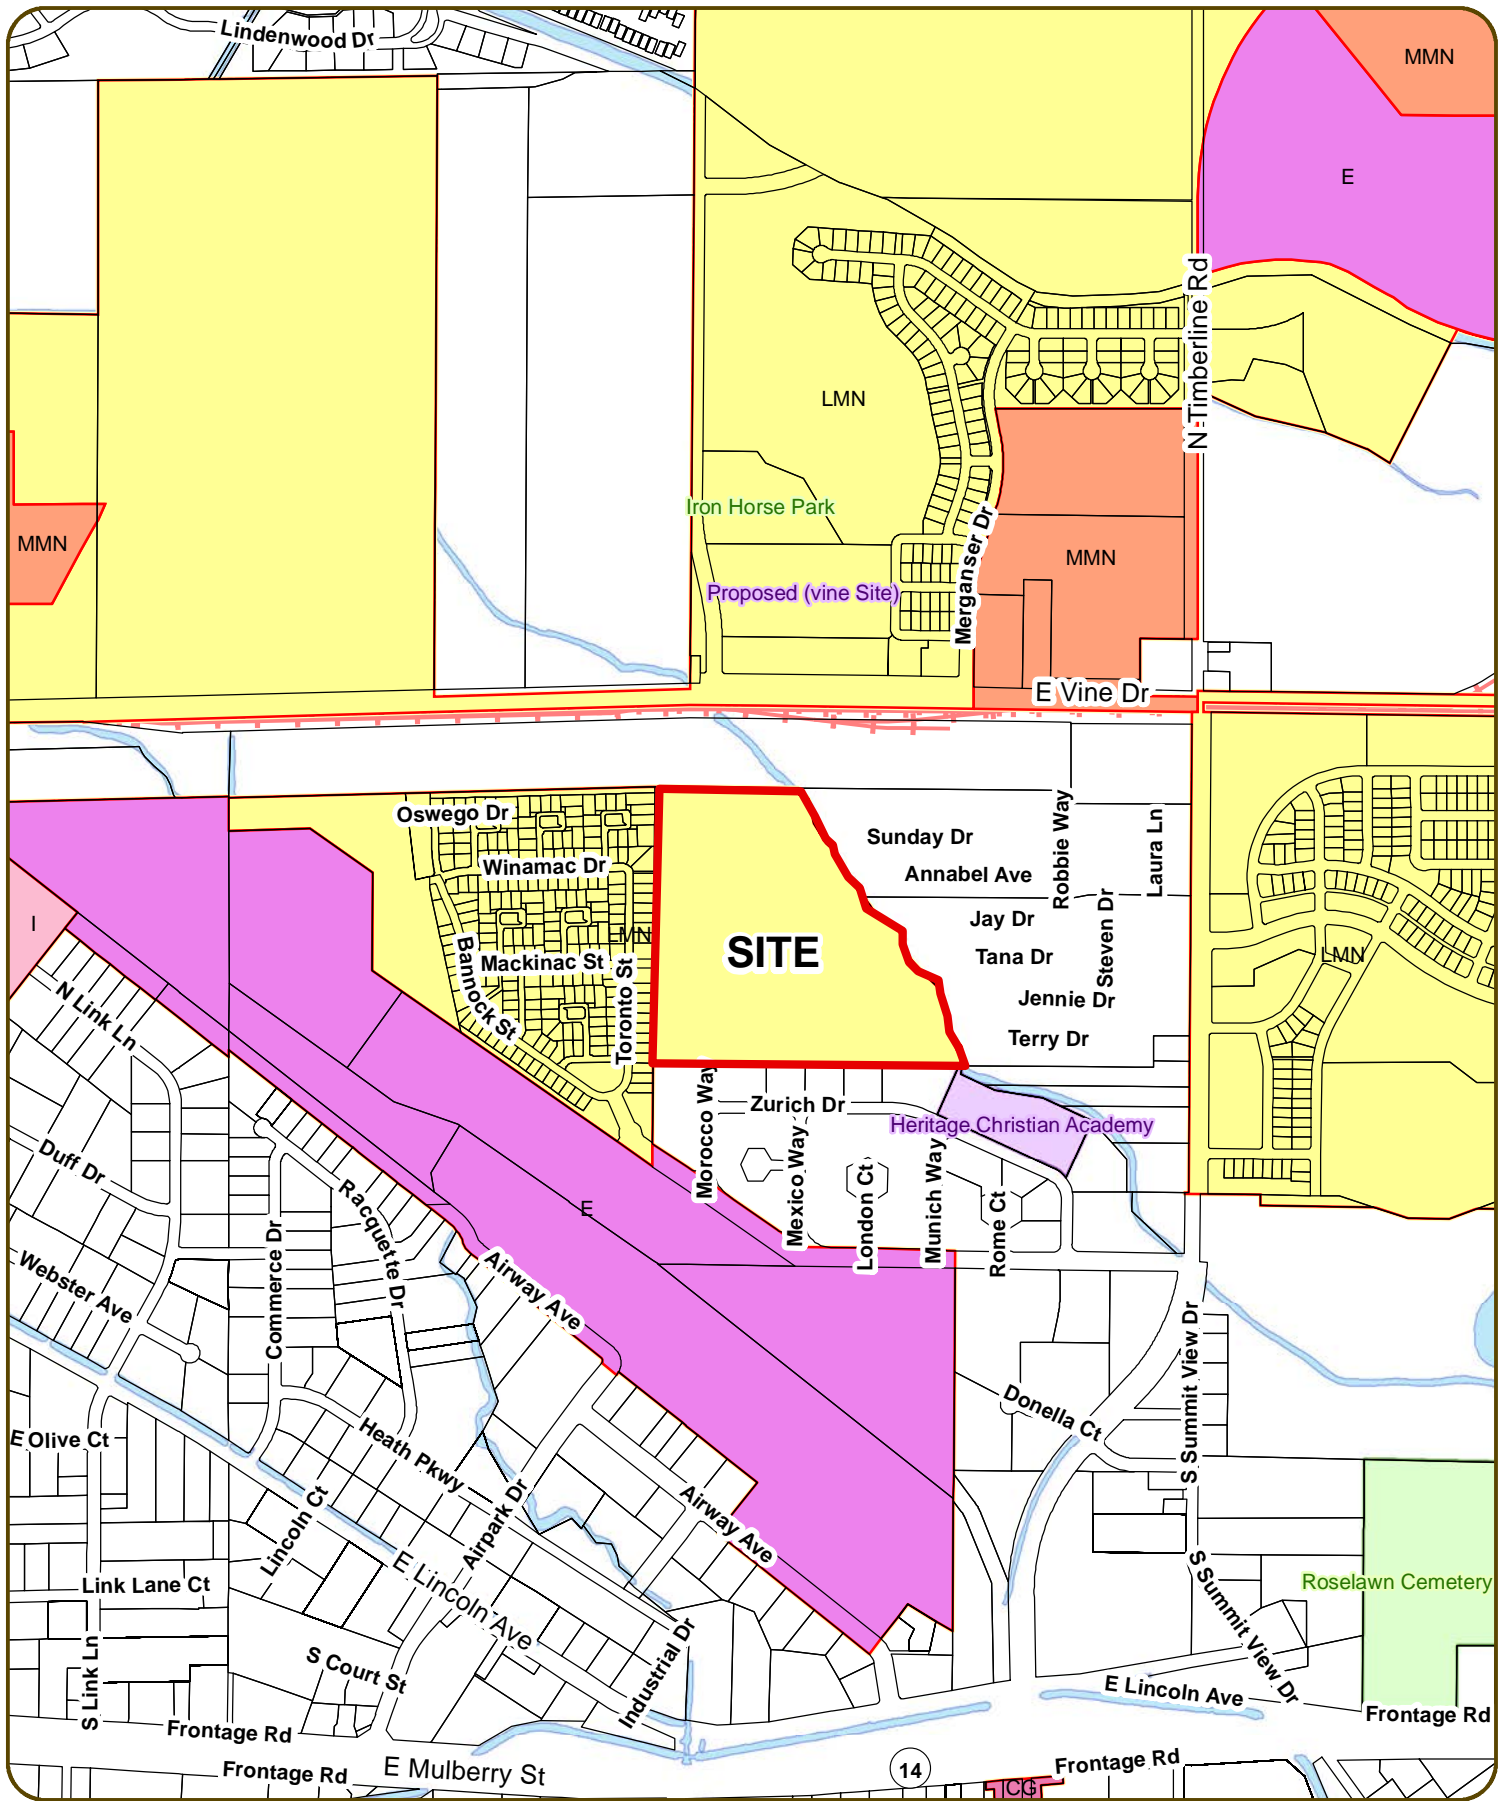 Lindenwood Dr
MMN
E
N Timberline Rd
LMN
Iron Horse Park
MMN
MMN
Proposed (vine Site)
Merganser Dr
E Vine Dr
Oswego Dr
Winamac Dr
Sunday Dr
Annabel Ave
Robbie Way
Laura Ln
I
LMN
Jay Dr
Steven Dr
Bannock St
Mackinac St
Toronto St
SITE
Tana Dr
LMN
N Link Ln
Jennie Dr
Terry Dr
Morocco Way
Zurich Dr
Heritage Christian Academy
Duff Dr
Racquette Dr
Mexico Way
London Ct
Munich Way
Rome Ct
E
Webster Ave
Commerce Dr
Airway Ave
S Summit View Dr
Donella Ct
E Olive Ct
Heath Pkwy
Lincoln Ct
Airpark Dr
Airway Ave
E Lincoln Ave
Link Lane Ct
S Summit View Dr
Roselawn Cemetery
S Link Ln
S Court St
Industrial Dr
E Lincoln Ave
Frontage Rd
Frontage Rd
Frontage Rd
E Mulberry St
14
Frontage Rd
CG